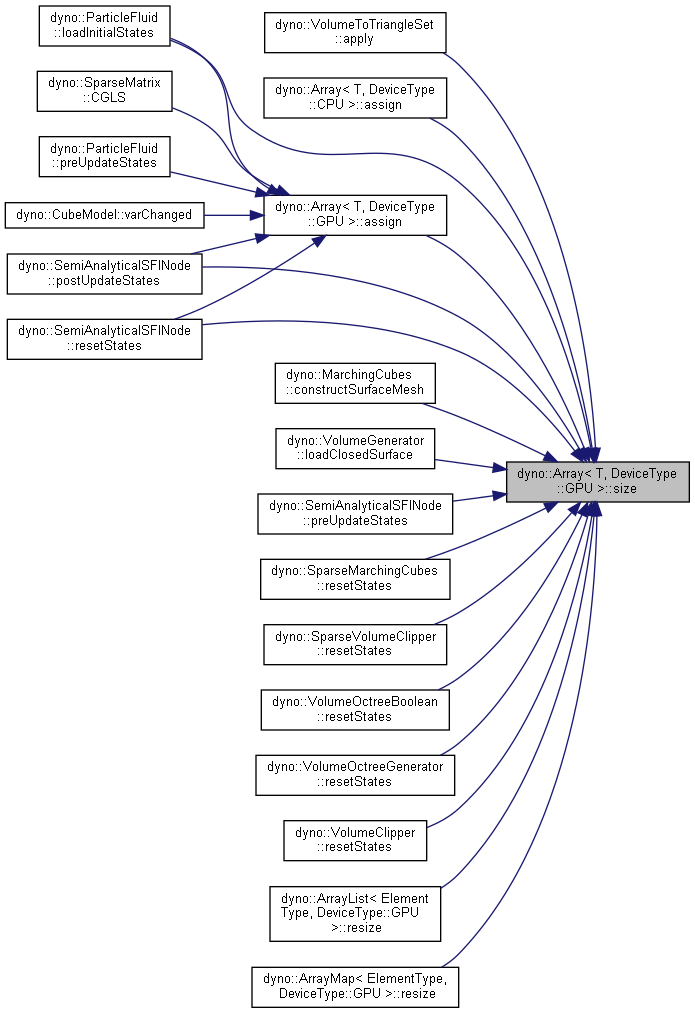 dyno::ParticleFluid
::loadInitialStates
dyno::SparseMatrix
::CGLS
dyno::ParticleFluid
::preUpdateStates
dyno::CubeModel::varChanged
dyno::SemiAnalyticalSFINode
::postUpdateStates
dyno::SemiAnalyticalSFINode
::resetStates
dyno::VolumeToTriangleSet
::apply
dyno::Array< T, DeviceType
::CPU >::assign
dyno::Array< T, DeviceType
::GPU >::assign
dyno::MarchingCubes
::constructSurfaceMesh
dyno::VolumeGenerator
::loadClosedSurface
dyno::SemiAnalyticalSFINode
::preUpdateStates
dyno::SparseMarchingCubes
::resetStates
dyno::SparseVolumeClipper
::resetStates
dyno::VolumeOctreeBoolean
::resetStates
dyno::VolumeOctreeGenerator
::resetStates
dyno::VolumeClipper
::resetStates
dyno::ArrayList< Element
Type, DeviceType::GPU
>::resize
dyno::ArrayMap< ElementType,
DeviceType::GPU >::resize
dyno::Array< T, DeviceType
::GPU >::size